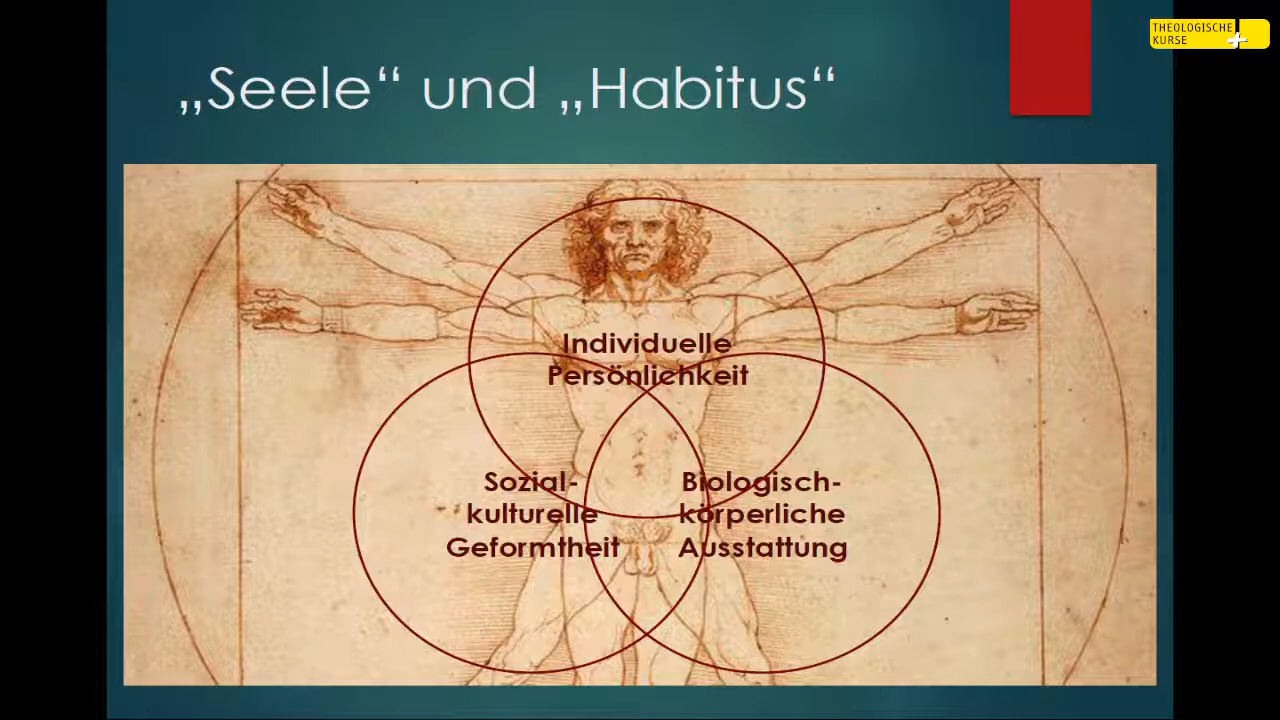 „Seele“ und „Habitus“
THEOLOGISCHE
KURSE
Individuelle
Persönlichkeit
Sozial-
kulturelle
Geformtheit
Biologisch-
körperliche
Ausstattung